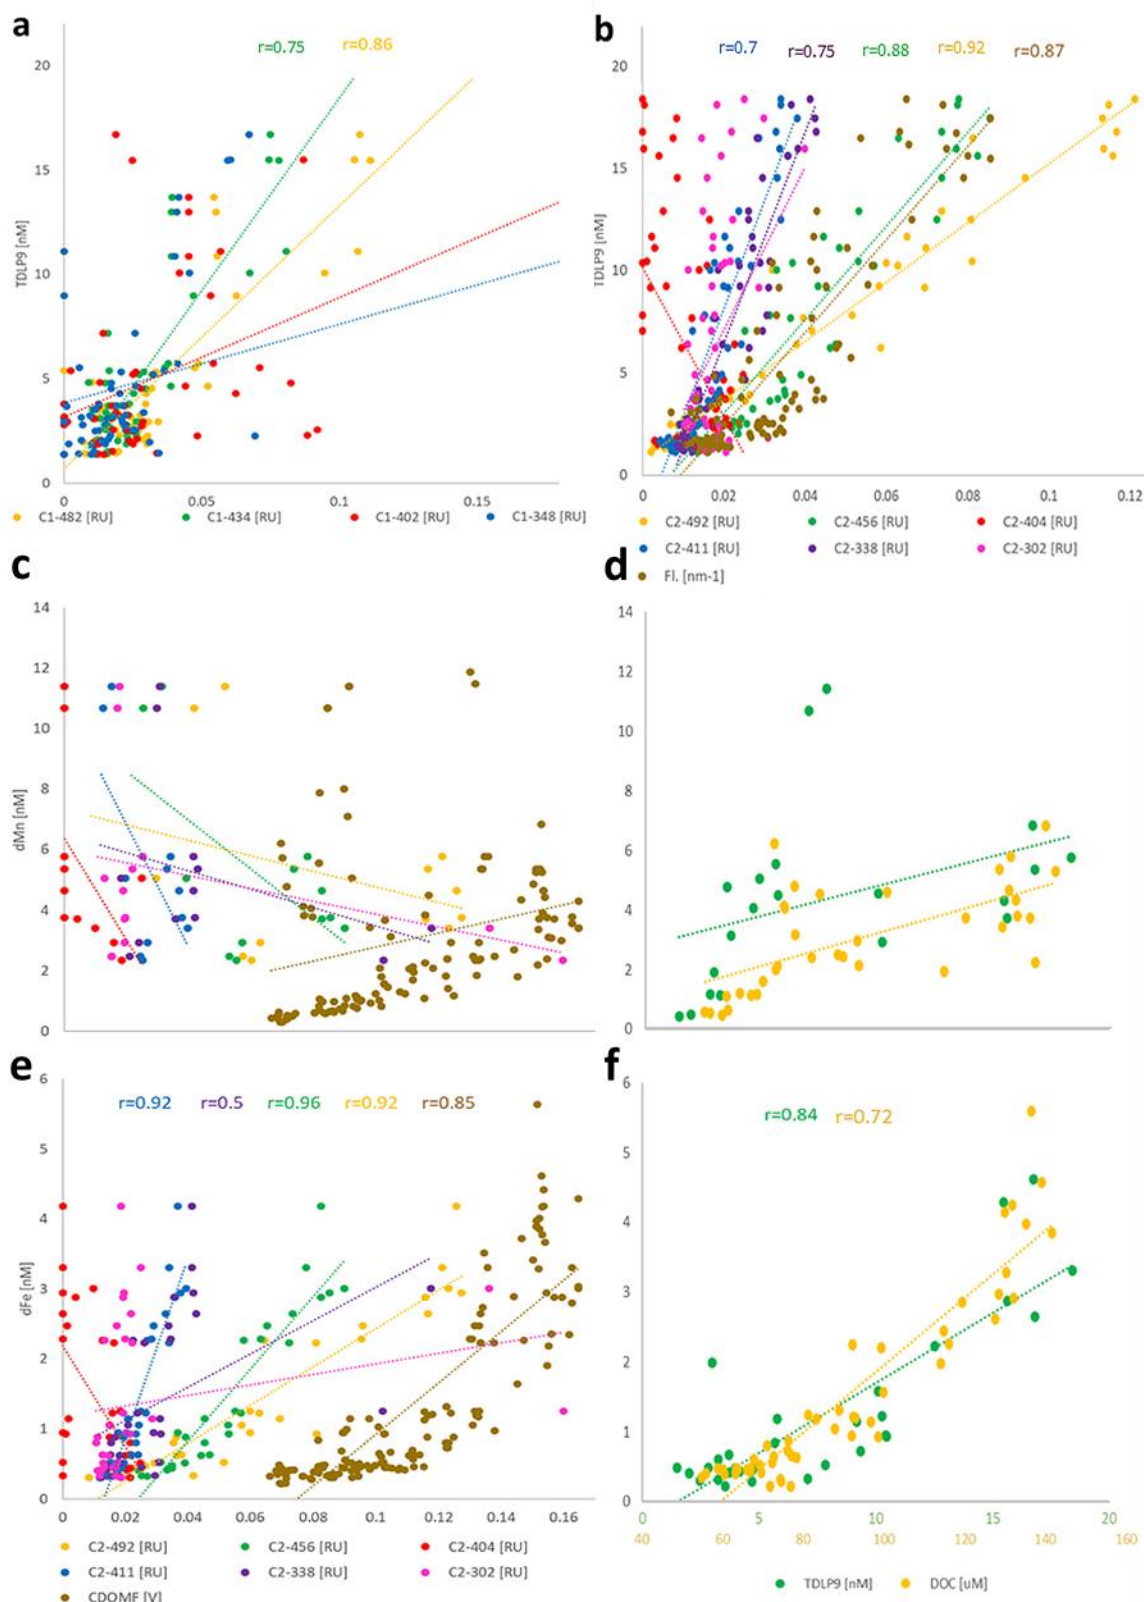 a
r=0.75 r=0.86
20
15
10
5
0
TDLP9 [nM]
0 0.05 0.1 0.15
C1-482 [RU] C1-434 [RU] C1-402 [RU] C1-348 [RU]
b
r=0.7 r=0.75 r=0.88 r=0.92 r=0.87
20
15
10
5
0
TDLP9 [nM]
0 0.02 0.04 0.06 0.08 0.1 0.12
C2-492 [RU] C2-456 [RU] C2-404 [RU]
C2-411 [RU] C2-338 [RU] C2-302 [RU]
Fl. [nm-1]
c
14
12
10
8
6
4
2
0
dMn [nM]
d
14
12
10
8
6
4
2
0
e
r=0.92 r=0.5 r=0.96 r=0.92 r=0.85
6
5
4
3
2
1
0
dFe [nM]
0 0.02 0.04 0.06 0.08 0.1 0.12 0.14 0.16
C2-492 [RU] C2-456 [RU] C2-404 [RU]
C2-411 [RU] C2-338 [RU] C2-302 [RU]
CDOMF [V]
f
r=0.84 r=0.72
6
5
4
3
2
1
0
0 5 10 15 20
40 60 80 100 120 140 160
TDLP9 [nM] DOC [uM]